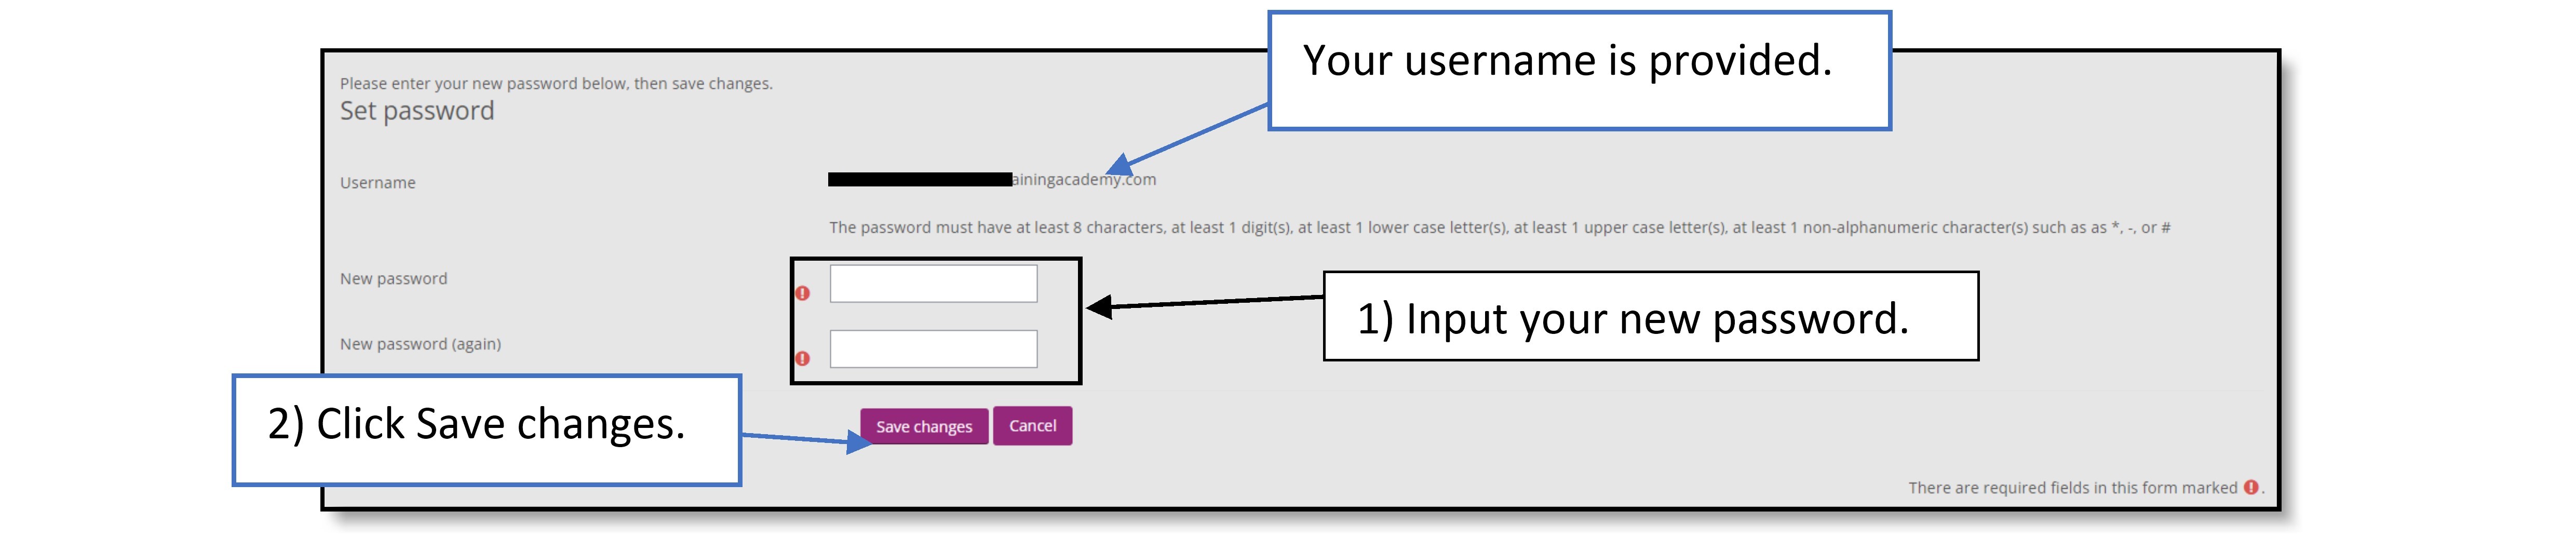 Your username is provided.
Please enter your new password below, then save changes.
Set password
Username
ainingacademy.com
The password must have at least 8 characters, at least 1 digit(s), at least 1 lower case letter(s), at least 1 upper case letter(s), at least 1 non-alphanumeric character(s) such as as *, -, or #
New password
1) Input your new password.
New password (again)
2) Click Save changes.
Save changes
Cancel
There are required fields in this form marked !.